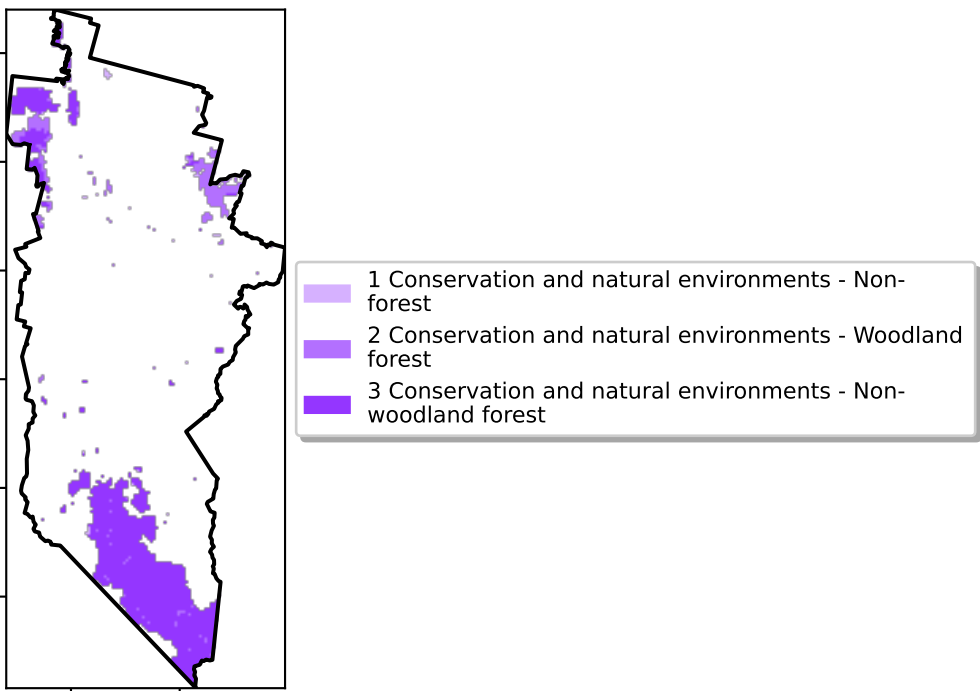 1 Conservation and natural environments - Non-
forest
2 Conservation and natural environments - Woodland
forest
3 Conservation and natural environments - Non-
woodland forest